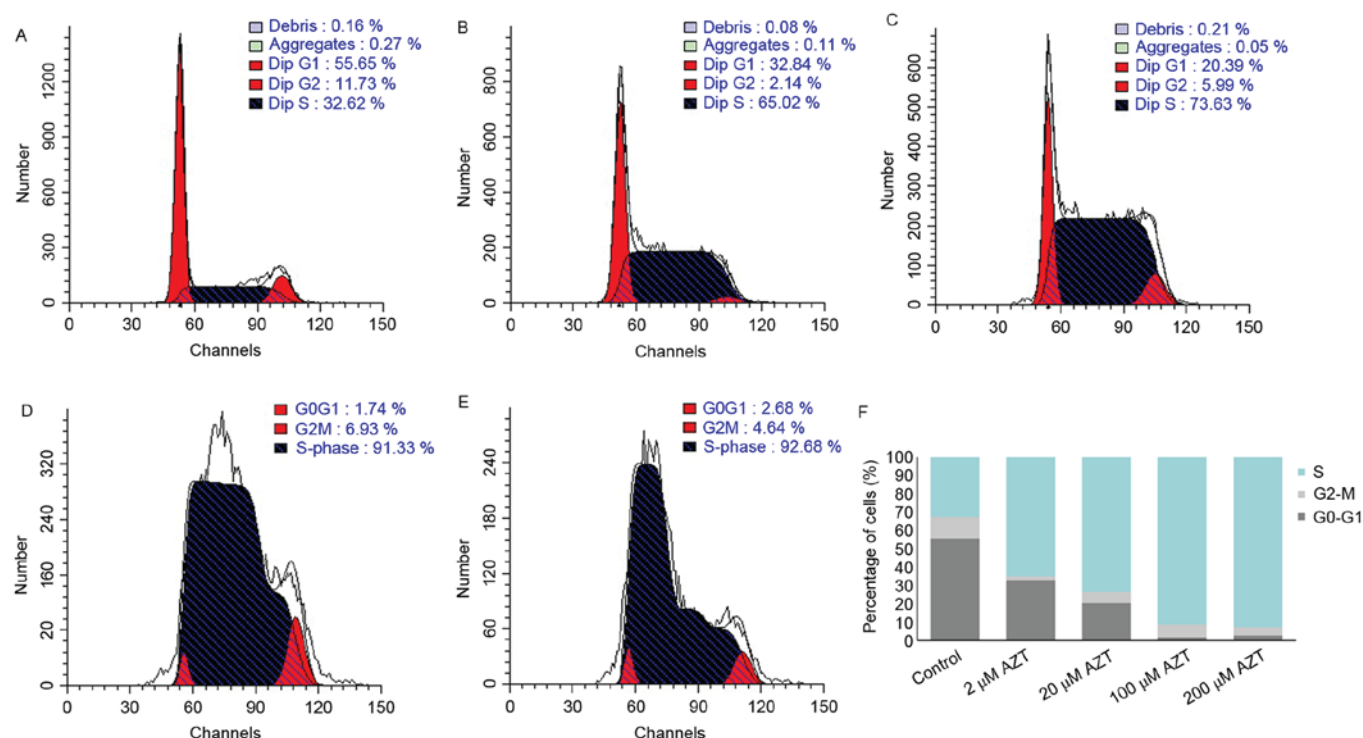 A
Debris : 0.16 %
Aggregates : 0.27 %
Dip G1 : 55.65 %
Dip G2 : 11.73 %
Dip S : 32.62 %
Number
1200
900
600
300
0
0 30 60 90 120 150
Channels
B
Debris : 0.08 %
Aggregates : 0.11 %
Dip G1 : 32.84 %
Dip G2 : 2.14 %
Dip S : 65.02 %
Number
800
600
400
200
0
0 30 60 90 120 150
Channels
C
Debris : 0.21 %
Aggregates : 0.05 %
Dip G1 : 20.39 %
Dip G2 : 5.99 %
Dip S : 73.63 %
Number
600
500
400
300
200
100
0
0 30 60 90 120 150
D
G0G1 : 1.74 %
G2M : 6.93 %
S-phase : 91.33 %
Number
320
240
160
20
0
0 30 60 90 120 150
Channels
E
G0G1 : 2.68 %
G2M : 4.64 %
S-phase : 92.68 %
Number
240
180
120
60
0
0 30 60 90 120 150
Channels
F
Percentage of cells (%)
100
90
80
70
60
50
40
30
20
10
0
Control
2 µM AZT
20 µM AZT
100 µM AZT
200 µM AZT
S
G2-M
G0-G1